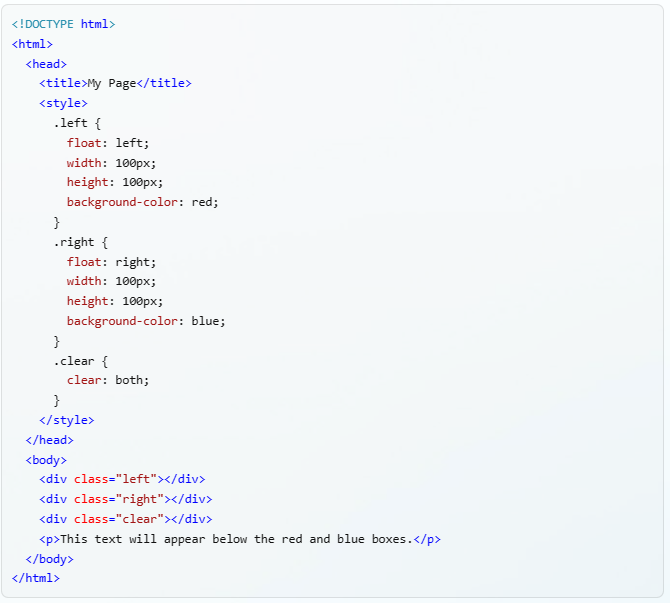 <!DOCTYPE html>
<html>
  <head>
    <title>My Page</title>
    <style>
      .left {
        float: left;
        width: 100px;
        height: 100px;
        background-color: red;
      }
      .right {
        float: right;
        width: 100px;
        height: 100px;
        background-color: blue;
      }
      .clear {
        clear: both;
      }
    </style>
  </head>
  <body>
    <div class="left"></div>
    <div class="right"></div>
    <div class="clear"></div>
    <p>This text will appear below the red and blue boxes.</p>
  </body>
</html>